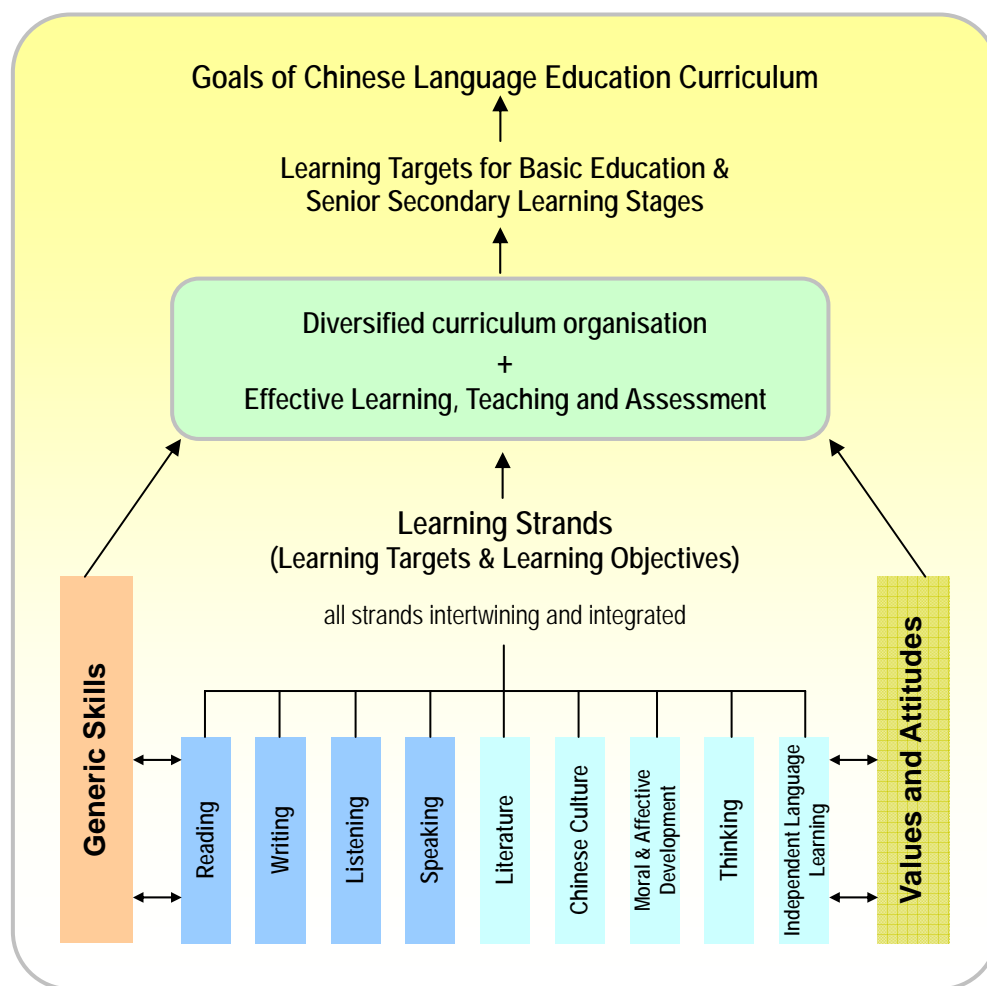 Goals of Chinese Language Education Curriculum
Learning Targets for Basic Education &
Senior Secondary Learning Stages
Diversified curriculum organisation
+
Effective Learning, Teaching and Assessment
Learning Strands
(Learning Targets & Learning Objectives)
all strands intertwining and integrated
Generic Skills
Reading
Writing
Listening
Speaking
Literature
Chinese Culture
Moral & Affective
Development
Thinking
Independent Language
Learning
Values and Attitudes